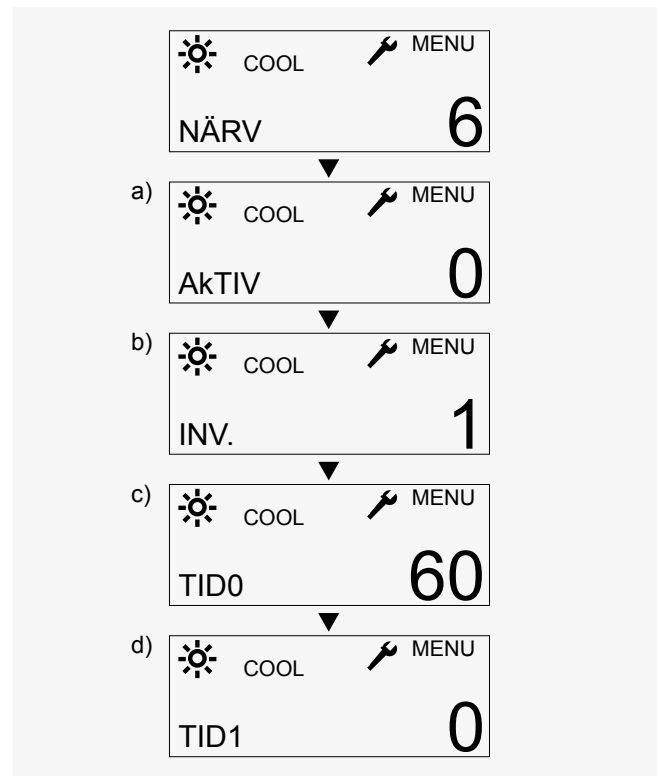 COOL MENU
NÄRV 6
a) COOL MENU
AkTIV 0
b) COOL MENU
INV. 1
c) COOL MENU
TID0 60
d) COOL MENU
TID1 0